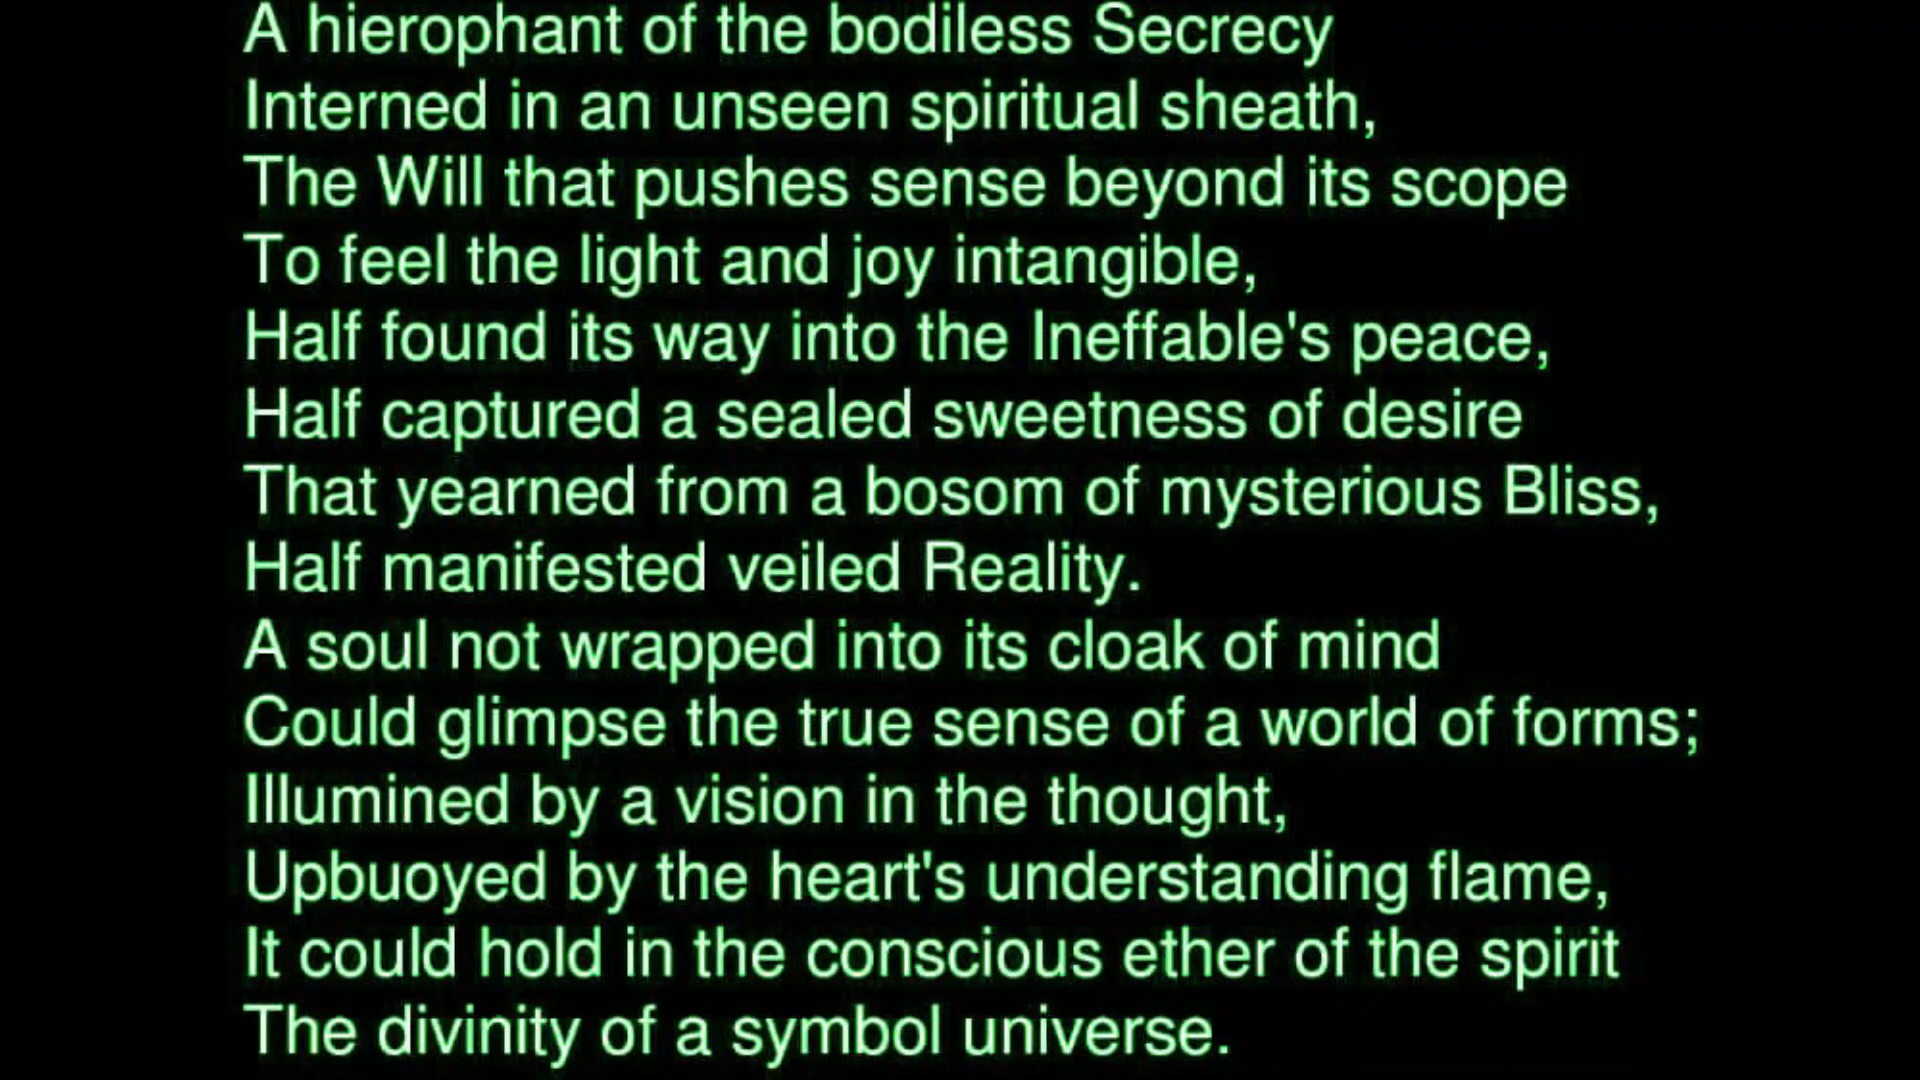 A hierophant of the bodiless Secrecy
Interned in an unseen spiritual sheath,
The Will that pushes sense beyond its scope
To feel the light and joy intangible,
Half found its way into the Ineffable's peace,
Half captured a sealed sweetness of desire
That yearned from a bosom of mysterious Bliss,
Half manifested veiled Reality.
A soul not wrapped into its cloak of mind
Could glimpse the true sense of a world of forms;
Illumined by a vision in the thought,
Upbuoyed by the heart's understanding flame,
It could hold in the conscious ether of the spirit
The divinity of a symbol universe.